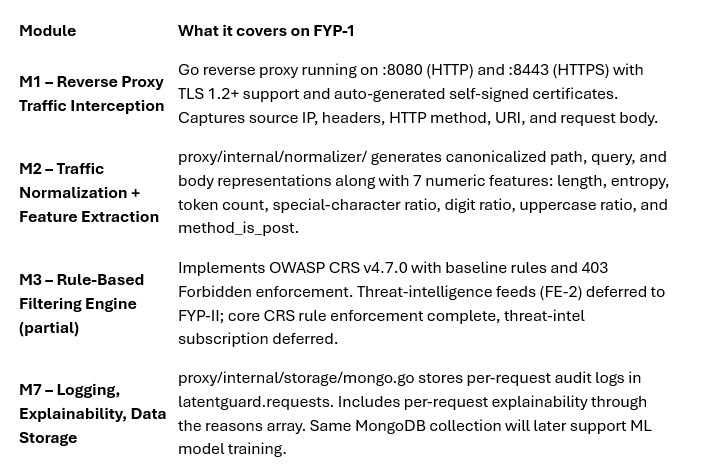 Module What it covers on FYP-1
M1 – Reverse Proxy
Traffic Interception
Go reverse proxy running on :8080 (HTTP) and :8443 (HTTPS) with
TLS 1.2+ support and auto-generated self-signed certificates.
Captures source IP, headers, HTTP method, URI, and request body.
M2 – Traffic
Normalization +
Feature Extraction
proxy/internal/normalizer/ generates canonicalized path, query, and
body representations along with 7 numeric features: length, entropy,
token count, special-character ratio, digit ratio, uppercase ratio, and
method_is_post.
M3 – Rule-Based
Filtering Engine
(partial)
Implements OWASP CRS v4.7.0 with baseline rules and 403
Forbidden enforcement. Threat-intelligence feeds (FE-2) deferred to
FYP-II; core CRS rule enforcement complete, threat-intel
subscription deferred.
M7 – Logging,
Explainability, Data
Storage
proxy/internal/storage/mongo.go stores per-request audit logs in
latentguard.requests. Includes per-request explainability through
the reasons array. Same MongoDB collection will later support ML
model training.